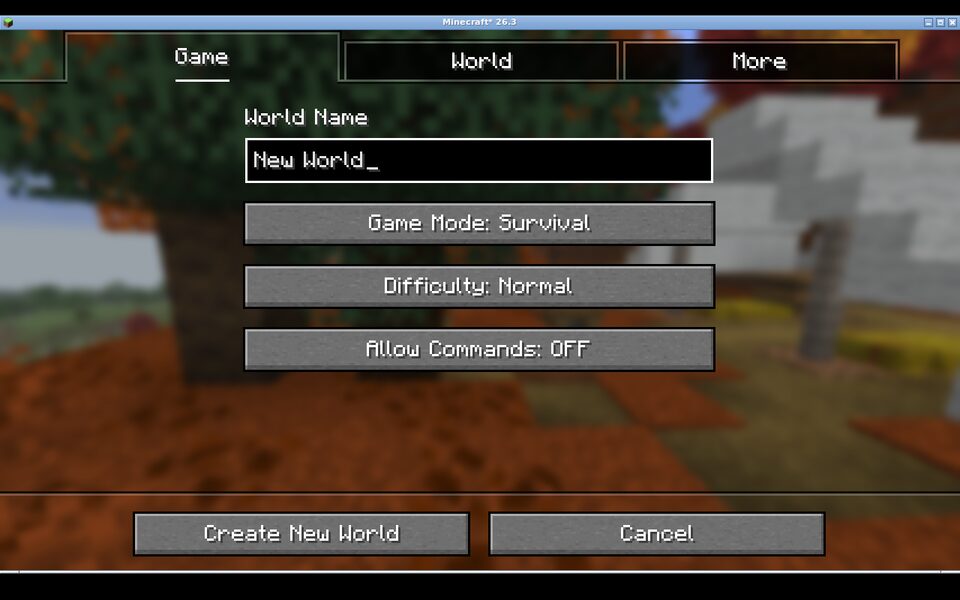 Minecraft* 26.3
Game
World
More
World Name
New World_
Game Mode: Survival
Difficulty: Normal
Allow Commands: OFF
Create New World
Cancel